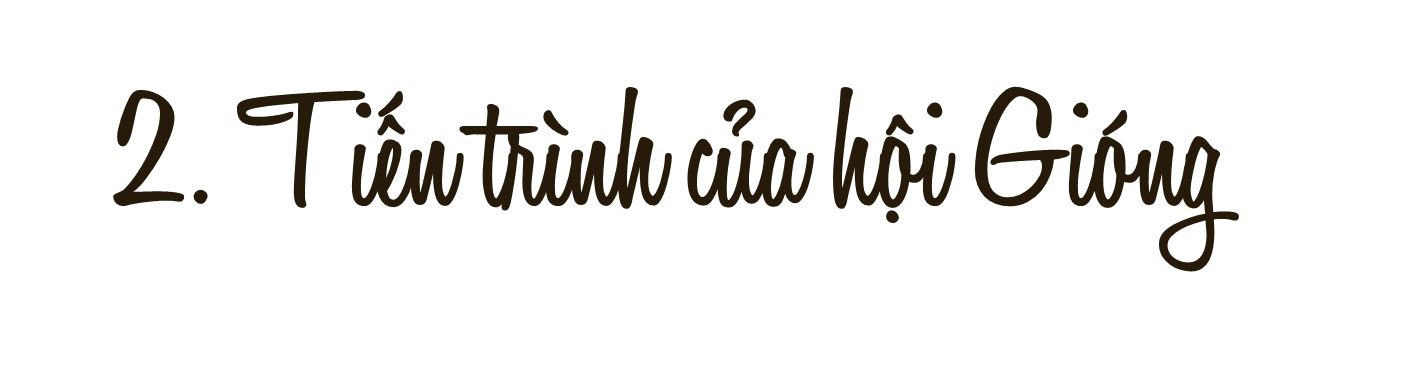 2. Tiến trình của hội Gióng